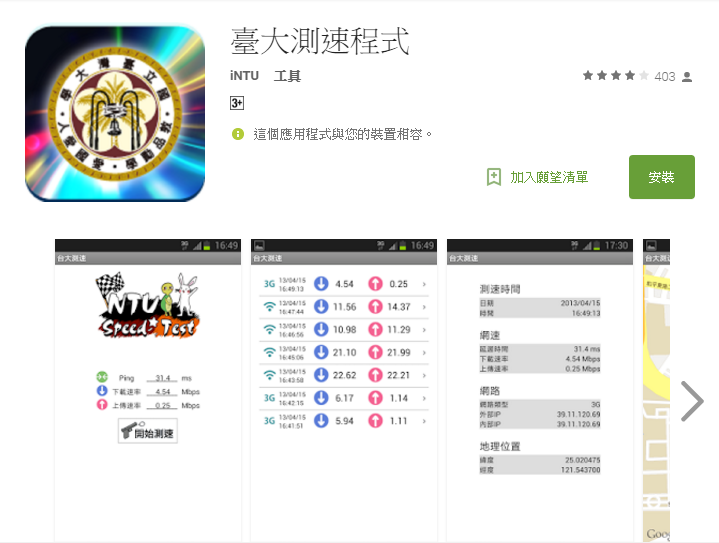 國立臺灣大學
敦品勵學·愛國愛人
臺大測速程式
iNTU 工具
403
3+
這個應用程式與您的裝置相容。
加入願望清單
安裝
3G 16:49
台大測速
NTU
Speed Test
Ping 31.4 ms
下載速率 4.54 Mbps
上傳速率 0.25 Mbps
開始測速
3G 16:49
台大測速
3G 13/04/15 16:49:13 4.54 0.25
13/04/15 16:47:44 11.56 14.37
13/04/15 16:46:56 10.98 11.29
13/04/15 16:45:06 21.10 21.99
13/04/15 16:43:58 22.62 22.21
3G 13/04/15 16:42:15 6.17 1.14
3G 13/04/15 16:41:51 5.94 1.11
3G 17:30
台大測速
測速時間
日期 2013/04/15
時間 16:49:13
網速
延遲時間 31.4 ms
下載速率 4.54 Mbps
上傳速率 0.25 Mbps
網路
網路類型 3G
外部IP 39.11.120.69
內部IP 39.11.120.69
地理位置
緯度 25.020475
經度 121.543700
台大測速
Goog